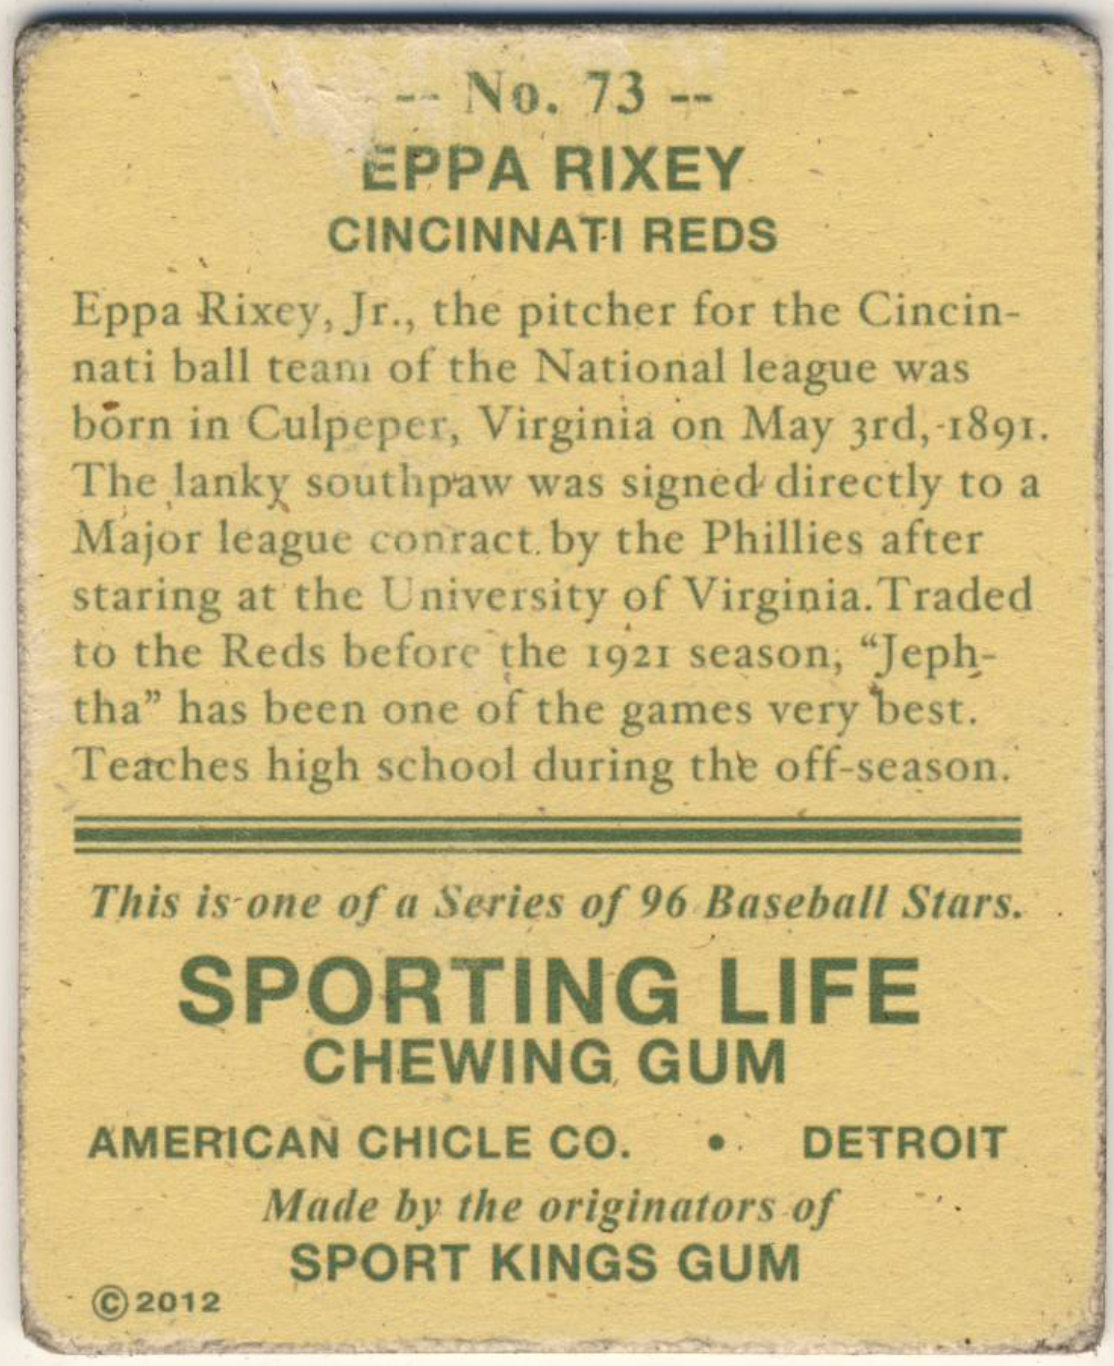 -- No. 73 --
EPPA RIXEY
CINCINNATI REDS
Eppa Rixey, Jr., the pitcher for the Cincin-
nati ball team of the National league was
born in Culpeper, Virginia on May 3rd, 1891.
The lanky southpaw was signed directly to a
Major league conract by the Phillies after
staring at the University of Virginia. Traded
to the Reds before the 1921 season, “Jeph-
tha” has been one of the games very best.
Teaches high school during the off-season.
This is one of a Series of 96 Baseball Stars.
SPORTING LIFE
CHEWING GUM
AMERICAN CHICLE CO. • DETROIT
Made by the originators of
SPORT KINGS GUM
©2012